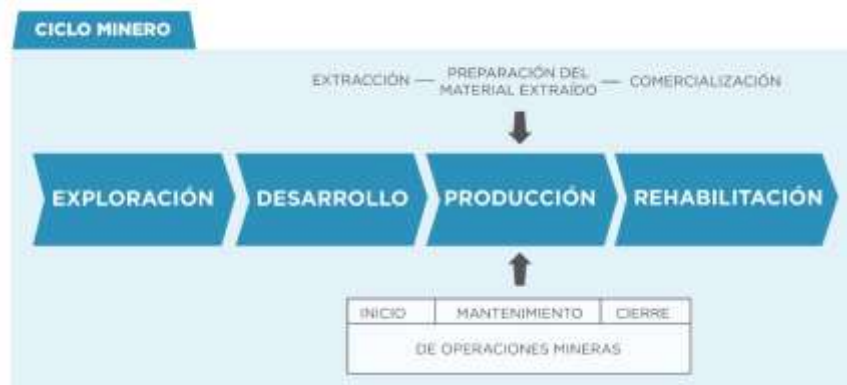 CICLO MINERO
EXTRACCIÓN — PREPARACIÓN DEL MATERIAL EXTRAÍDO — COMERCIALIZACIÓN
EXPLORACIÓN
DESARROLLO
PRODUCCIÓN
REHABILITACIÓN
INICIO
MANTENIMIENTO
CIERRE
DE OPERACIONES MINERAS